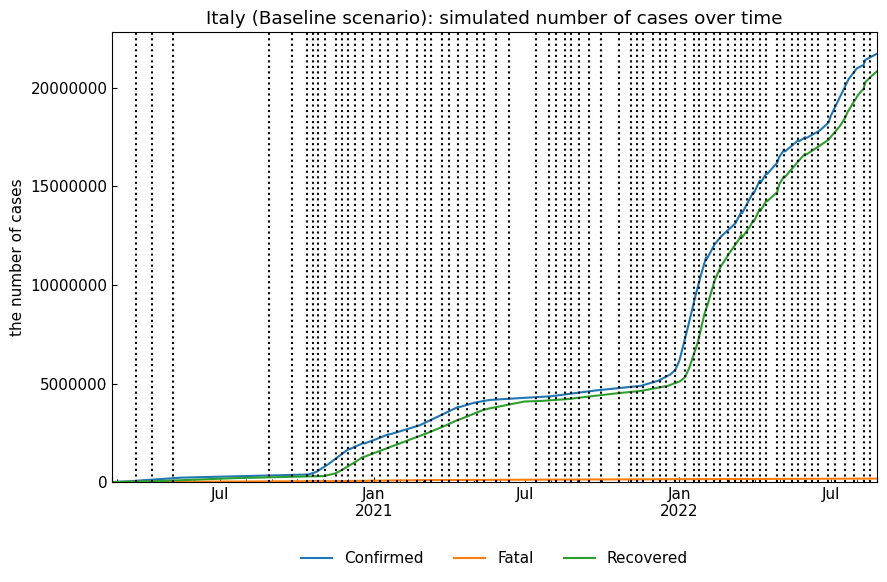 Italy (Baseline scenario): simulated number of cases over time
the number of cases
20000000
15000000
10000000
5000000
0
Jul
Jan
2021
Jul
Jan
2022
Jul
Confirmed
Fatal
Recovered